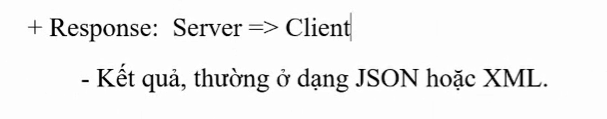 + Response: Server => Client
- Kết quả, thường ở dạng JSON hoặc XML.